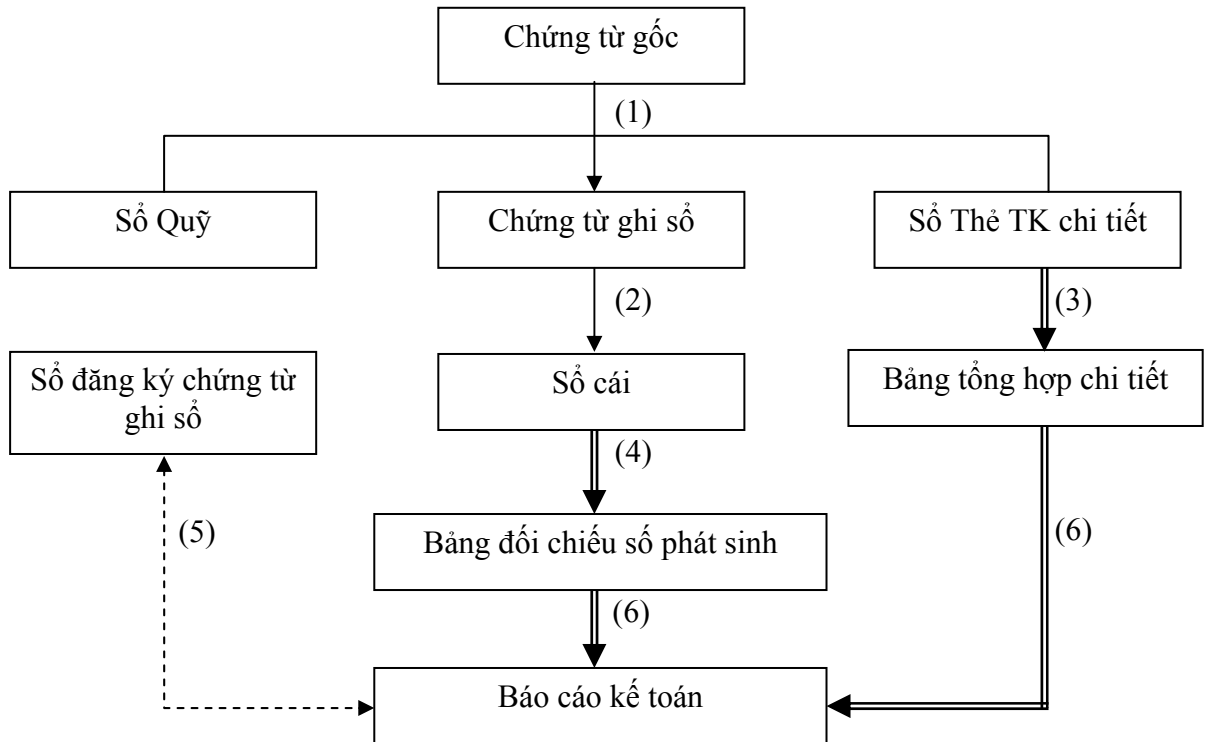 Chứng từ gốc
(1)
Sổ Quỹ
Chứng từ ghi sổ
Sổ Thẻ TK chi tiết
(2)
(3)
Sổ đăng ký chứng từ
ghi sổ
Sổ cái
Bảng tổng hợp chi tiết
(4)
(5)
Bảng đối chiếu số phát sinh
(6)
(6)
Báo cáo kế toán